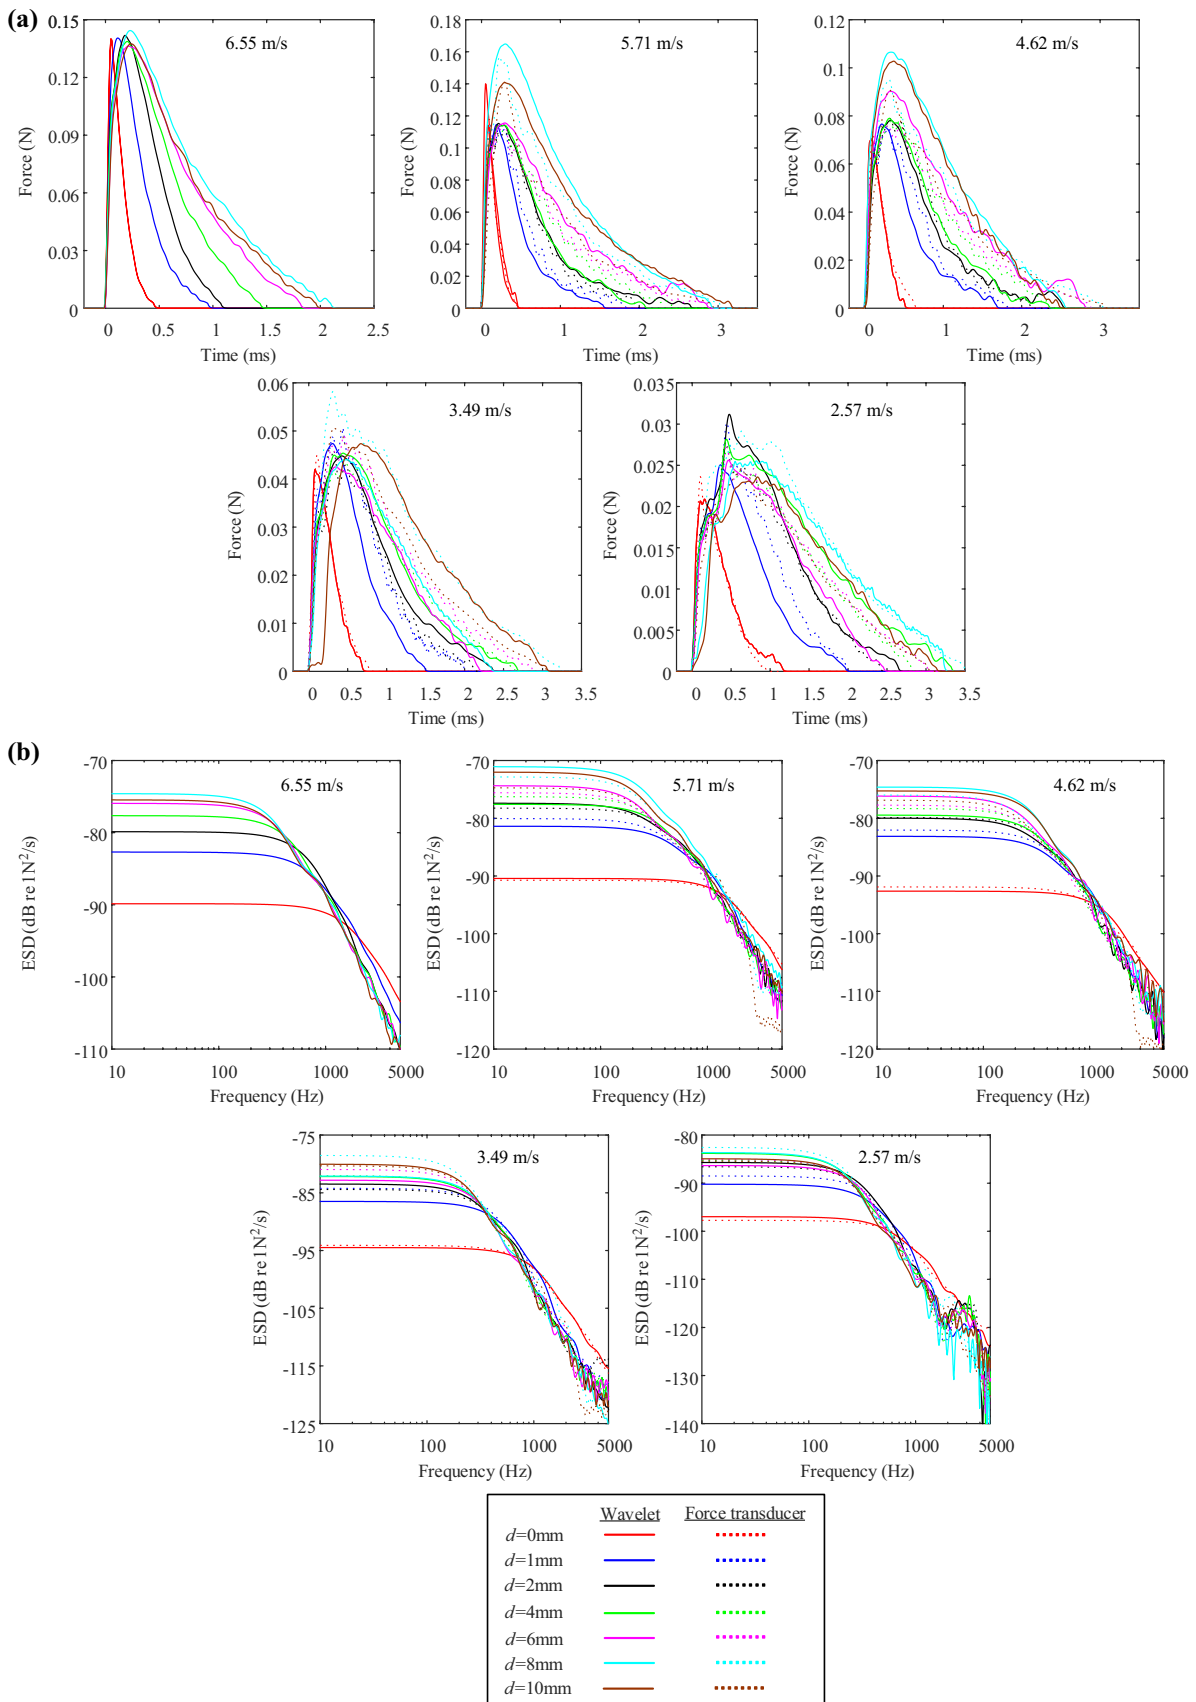 (a)
6.55 m/s
0.15
0.12
0.09
0.06
0.03
0
Force (N)
0 0.5 1 1.5 2 2.5
Time (ms)
5.71 m/s
0.18
0.16
0.14
0.12
0.1
0.08
0.06
0.04
0.02
0
Force (N)
0 1 2 3
Time (ms)
4.62 m/s
0.12
0.1
0.08
0.06
0.04
0.02
0
Force (N)
0 1 2 3
Time (ms)
3.49 m/s
0.06
0.05
0.04
0.03
0.02
0.01
0
Force (N)
0 0.5 1 1.5 2 2.5 3 3.5
Time (ms)
2.57 m/s
0.035
0.03
0.025
0.02
0.015
0.01
0.005
0
Force (N)
0 0.5 1 1.5 2 2.5 3 3.5
Time (ms)
(b)
6.55 m/s
-70
-80
-90
-100
-110
ESD (dB re 1N²/s)
10 100 1000 5000
Frequency (Hz)
5.71 m/s
-70
-80
-90
-100
-110
-120
ESD (dB re 1N²/s)
10 100 1000 5000
Frequency (Hz)
4.62 m/s
-70
-80
-90
-100
-110
-120
ESD (dB re 1N²/s)
10 100 1000 5000
Frequency (Hz)
3.49 m/s
-75
-85
-95
-105
-115
-125
ESD (dB re 1N²/s)
10 100 1000 5000
Frequency (Hz)
2.57 m/s
-80
-90
-100
-110
-120
-130
-140
ESD (dB re 1N²/s)
10 100 1000 5000
Frequency (Hz)
Wavelet Force transducer
d=0mm
d=1mm
d=2mm
d=4mm
d=6mm
d=8mm
d=10mm